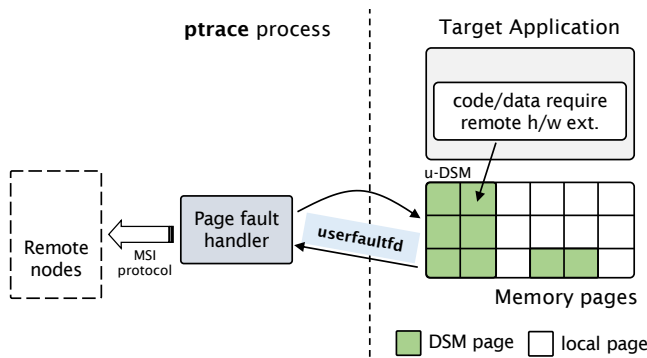 ptrace process
Target Application
code/data require
remote h/w ext.
u-DSM
Page fault
handler
userfaultfd
Remote
nodes
MSI
protocol
Memory pages
DSM page
local page